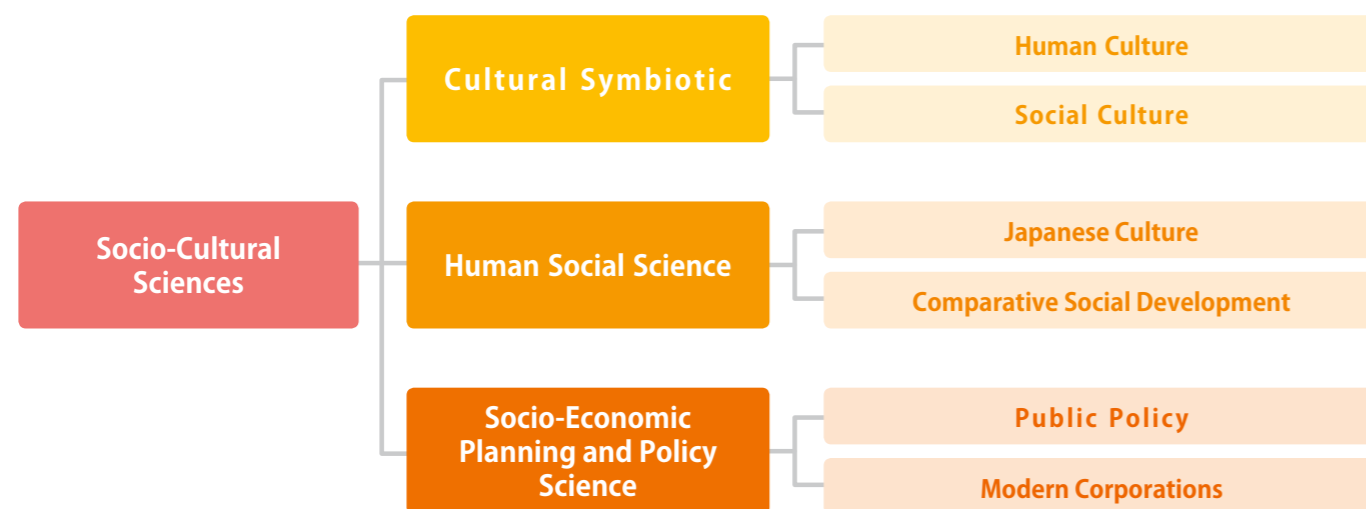 Socio-Cultural
Sciences
Cultural Symbiotic
Human Culture
Social Culture
Human Social Science
Japanese Culture
Comparative Social Development
Socio-Economic
Planning and Policy
Science
Public Policy
Modern Corporations